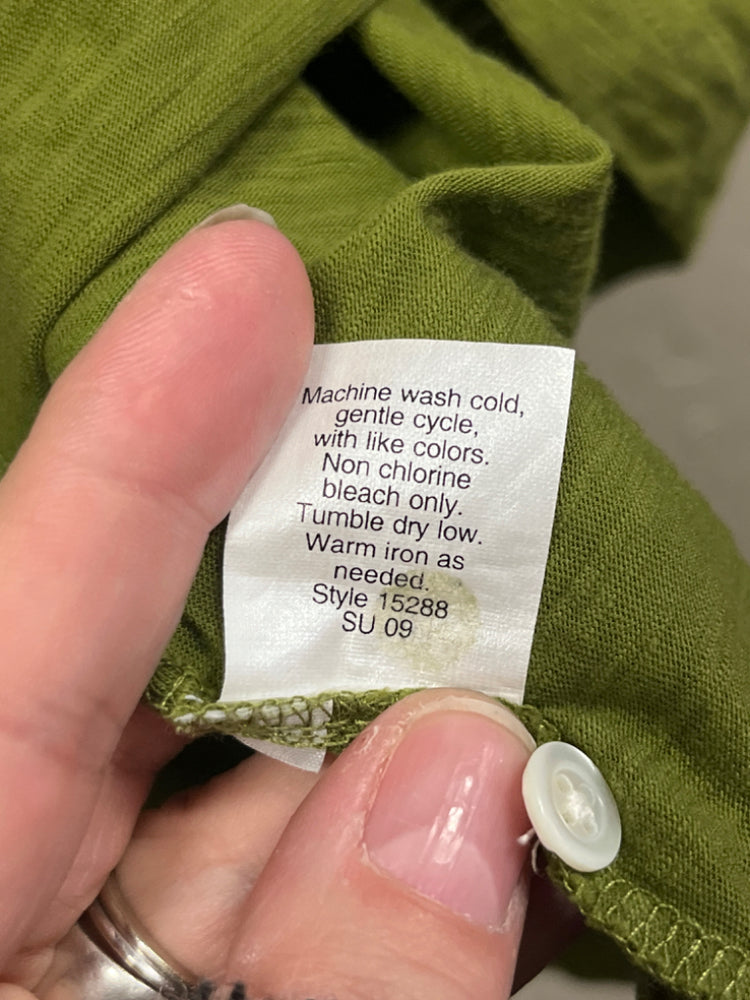 Machine wash cold,
gentle cycle,
with like colors.
Non chlorine
bleach only.
Tumble dry low.
Warm iron as
needed.
Style 15288
SU 09